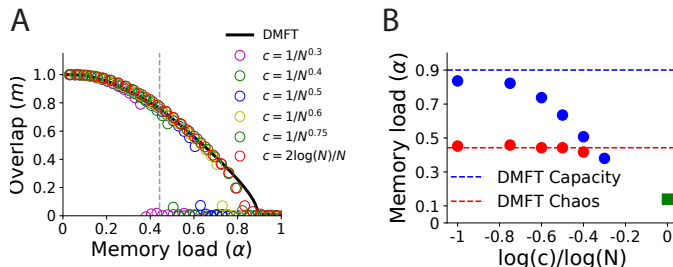 A
B
DMFT
c = 1/N^0.3
c = 1/N^0.4
c = 1/N^0.5
c = 1/N^0.6
c = 1/N^0.75
c = 2log(N)/N
Overlap (m)
1.0
0.8
0.6
0.4
0.2
0
0 0.2 0.4 0.6 0.8 1
Memory load (α)
Memory load (α)
0.9
0.7
0.5
0.3
0.1
0
DMFT Capacity
DMFT Chaos
-1 -0.8 -0.6 -0.4 -0.2 0
log(c)/log(N)